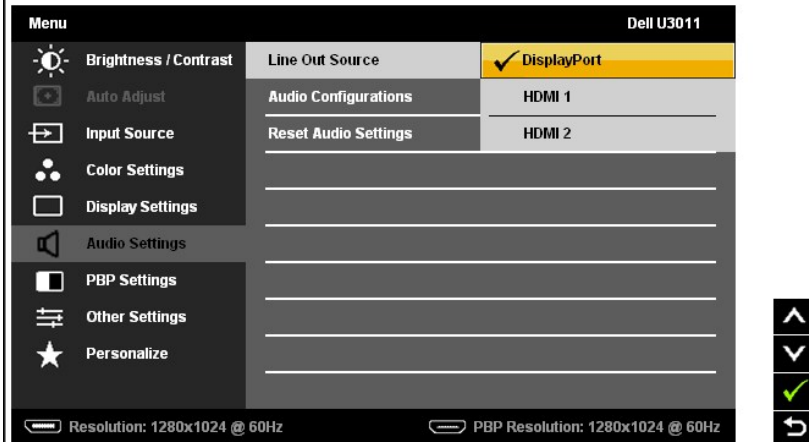 Menu Dell U3011
Brightness / Contrast Line Out Source DisplayPort
Auto Adjust Audio Configurations HDMI 1
Input Source Reset Audio Settings HDMI 2
Color Settings
Display Settings
Audio Settings
PBP Settings
Other Settings
Personalize
Resolution: 1280x1024 @ 60Hz PBP Resolution: 1280x1024 @ 60Hz